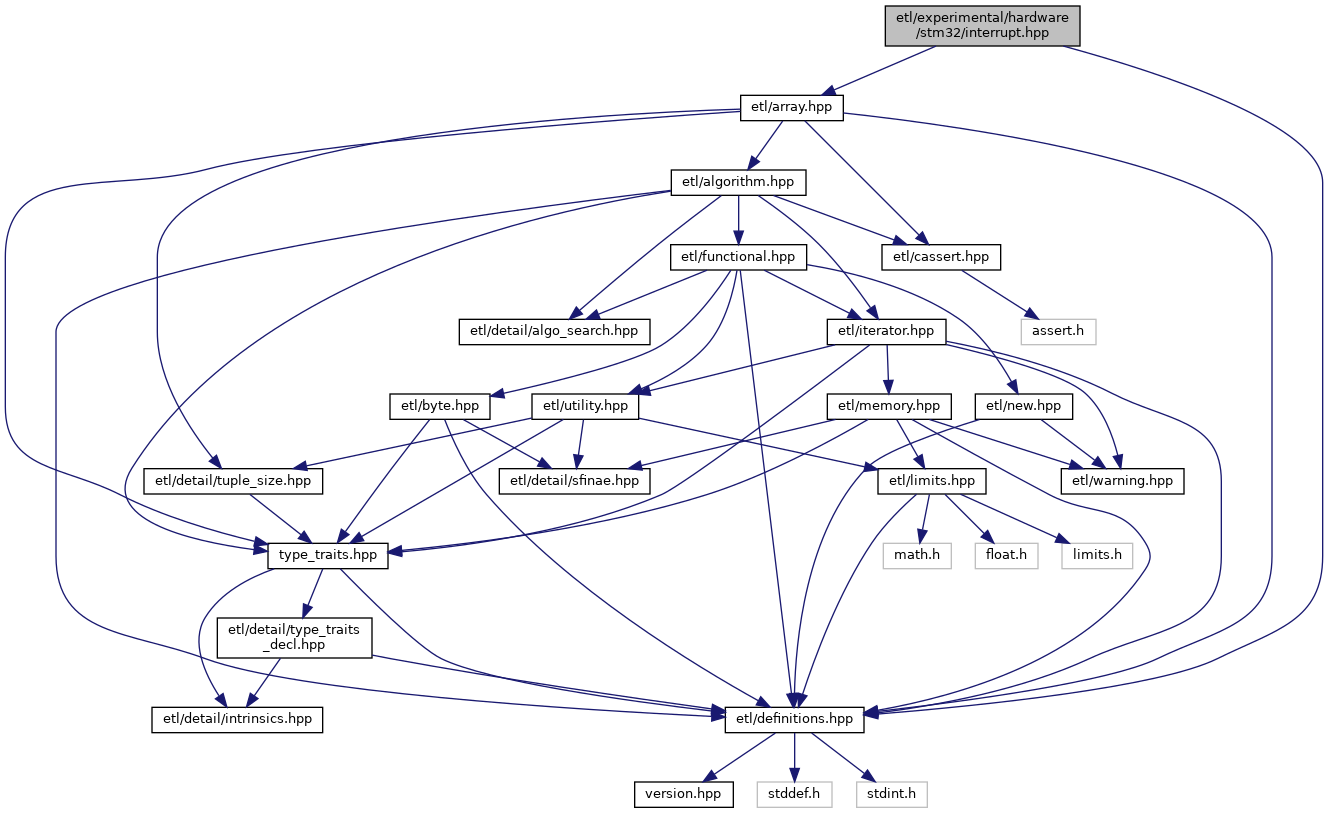 etl/experimental/hardware
/stm32/interrupt.hpp
etl/array.hpp
etl/algorithm.hpp
etl/functional.hpp
etl/cassert.hpp
etl/detail/algo_search.hpp
etl/iterator.hpp
assert.h
etl/byte.hpp
etl/utility.hpp
etl/memory.hpp
etl/new.hpp
etl/detail/tuple_size.hpp
etl/detail/sfinae.hpp
etl/limits.hpp
etl/warning.hpp
type_traits.hpp
math.h
float.h
limits.h
etl/detail/type_traits
_decl.hpp
etl/detail/intrinsics.hpp
etl/definitions.hpp
version.hpp
stddef.h
stdint.h